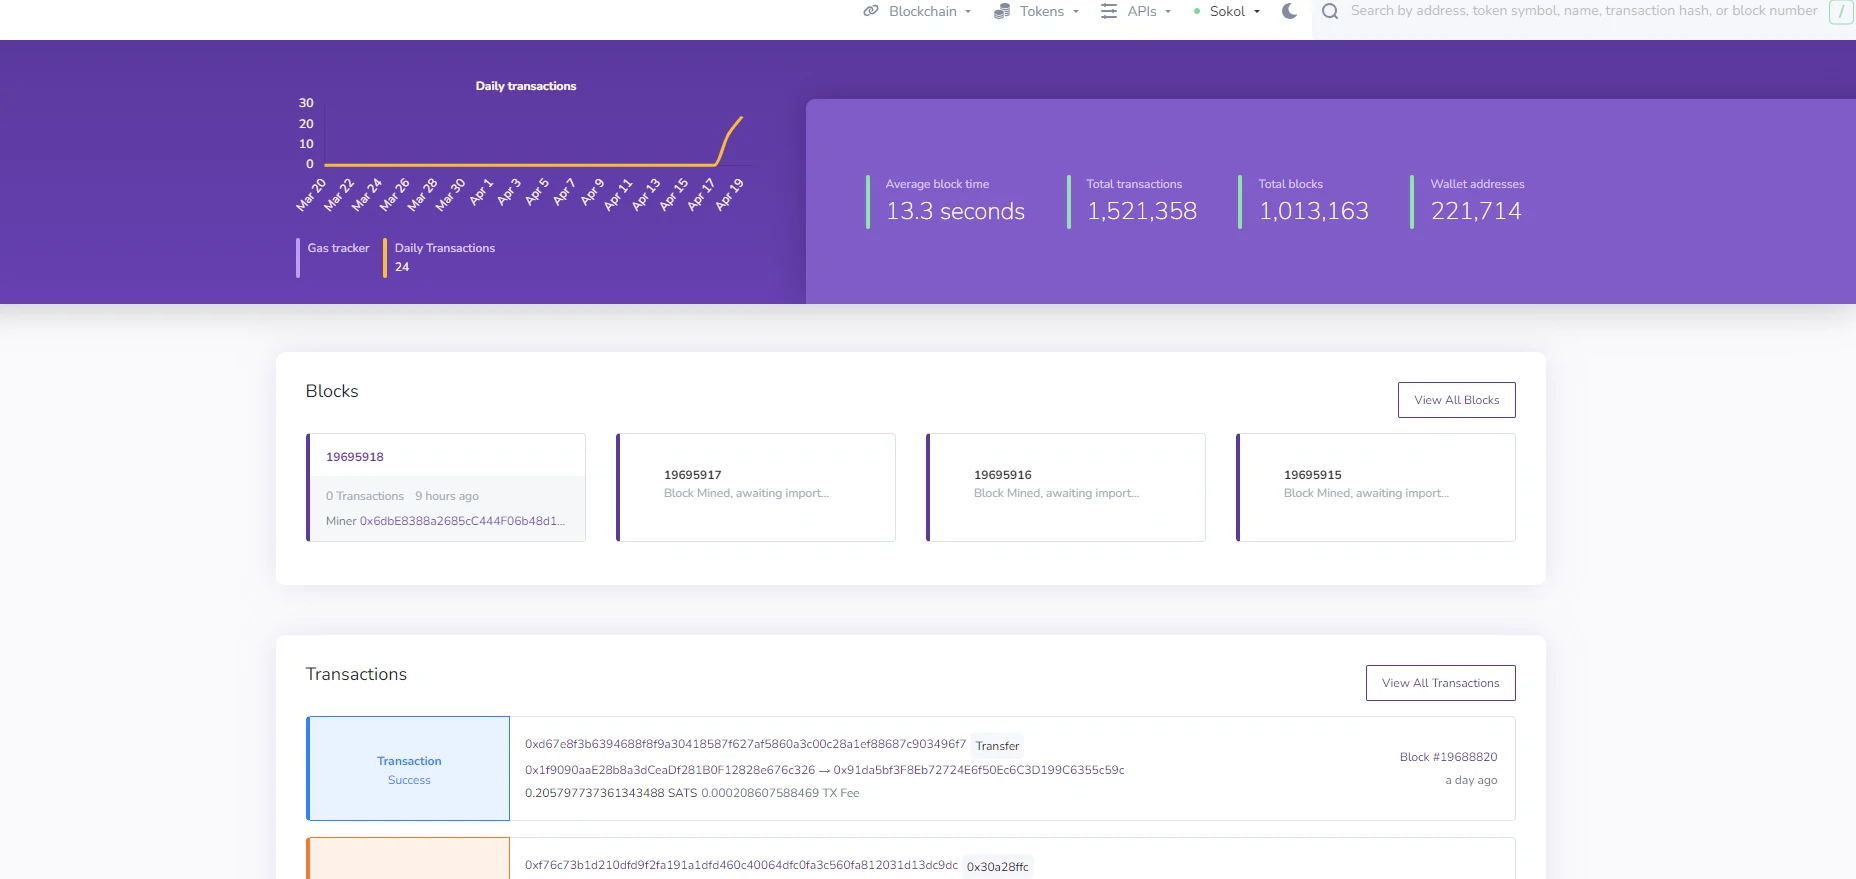 Blockchain Tokens APIs Sokol Search by address, token symbol, name, transaction hash, or block number /
Daily transactions
30
20
10
0
Mar 20 Mar 22 Mar 24 Mar 26 Mar 28 Mar 30 Apr 1 Apr 3 Apr 5 Apr 7 Apr 9 Apr 11 Apr 13 Apr 15 Apr 17 Apr 19
Gas tracker
Daily Transactions
24
Average block time
13.3 seconds
Total transactions
1,521,358
Total blocks
1,013,163
Wallet addresses
221,714
Blocks
View All Blocks
19695918
0 Transactions 9 hours ago
Miner 0x6dbE8388a2685cC444F06b48d1...
19695917
Block Mined, awaiting import...
19695916
Block Mined, awaiting import...
19695915
Block Mined, awaiting import...
Transactions
View All Transactions
Transaction
Success
0xd67e8f3b6394688f8f9a30418587f627af5860a3c00c28a1ef88687c903496f7 Transfer
0x1f9090aaE28b8a3dCeaDf281B0F12828e676c326 → 0x91da5bf3F8Eb72724E6f50Ec6C3D199C6355c59c
0.205797737361343488 SATS 0.000208607588469 TX Fee
Block #19688820
a day ago
0xf76c73b1d210dfd9f2fa191a1dfd460c40064dfc0fa3c560fa812031d13dc9dc 0x30a28ffc